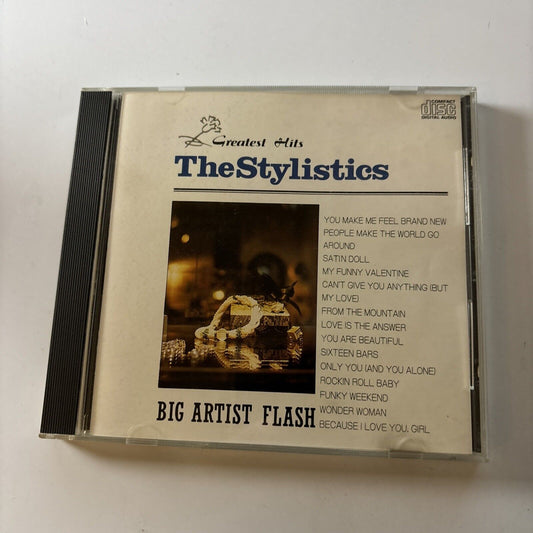 COMPACT
disc
DIGITAL AUDIO
Greatest Hits
The Stylistics
YOU MAKE ME FEEL BRAND NEW
PEOPLE MAKE THE WORLD GO
AROUND
SATIN DOLL
MY FUNNY VALENTINE
CAN'T GIVE YOU ANYTHING (BUT
MY LOVE)
FROM THE MOUNTAIN
LOVE IS THE ANSWER
YOU ARE BEAUTIFUL
SIXTEEN BARS
ONLY YOU (AND YOU ALONE)
ROCKIN ROLL BABY
FUNKY WEEKEND
WONDER WOMAN
BECAUSE I LOVE YOU, GIRL
BIG ARTIST FLASH